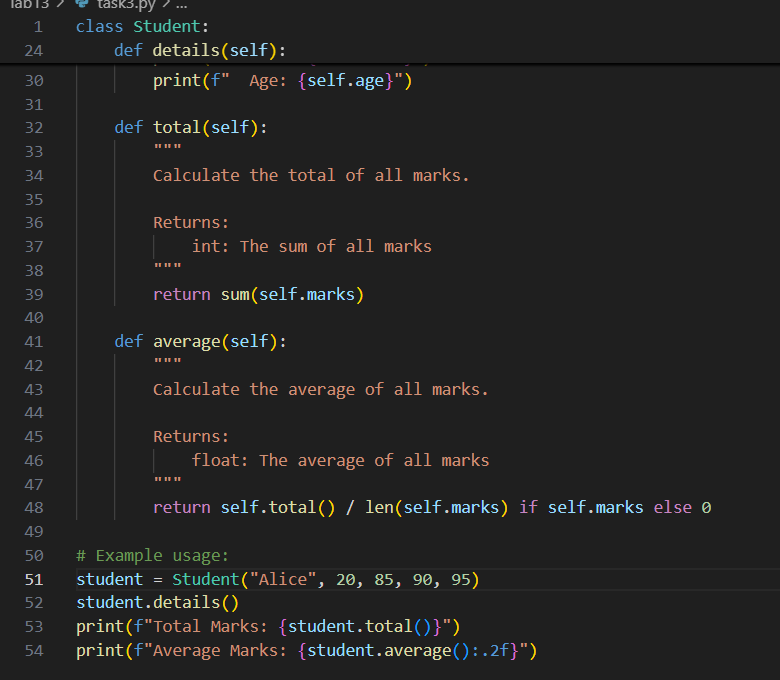 lab13 > task3.py > ...
1 class Student:
24     def details(self):
30         print(f"  Age: {self.age}")
31
32     def total(self):
33         """
34         Calculate the total of all marks.
35
36         Returns:
37             int: The sum of all marks
38         """
39         return sum(self.marks)
40
41     def average(self):
42         """
43         Calculate the average of all marks.
44
45         Returns:
46             float: The average of all marks
47         """
48         return self.total() / len(self.marks) if self.marks else 0
49
50 # Example usage:
51 student = Student("Alice", 20, 85, 90, 95)
52 student.details()
53 print(f"Total Marks: {student.total()}")
54 print(f"Average Marks: {student.average():.2f}")